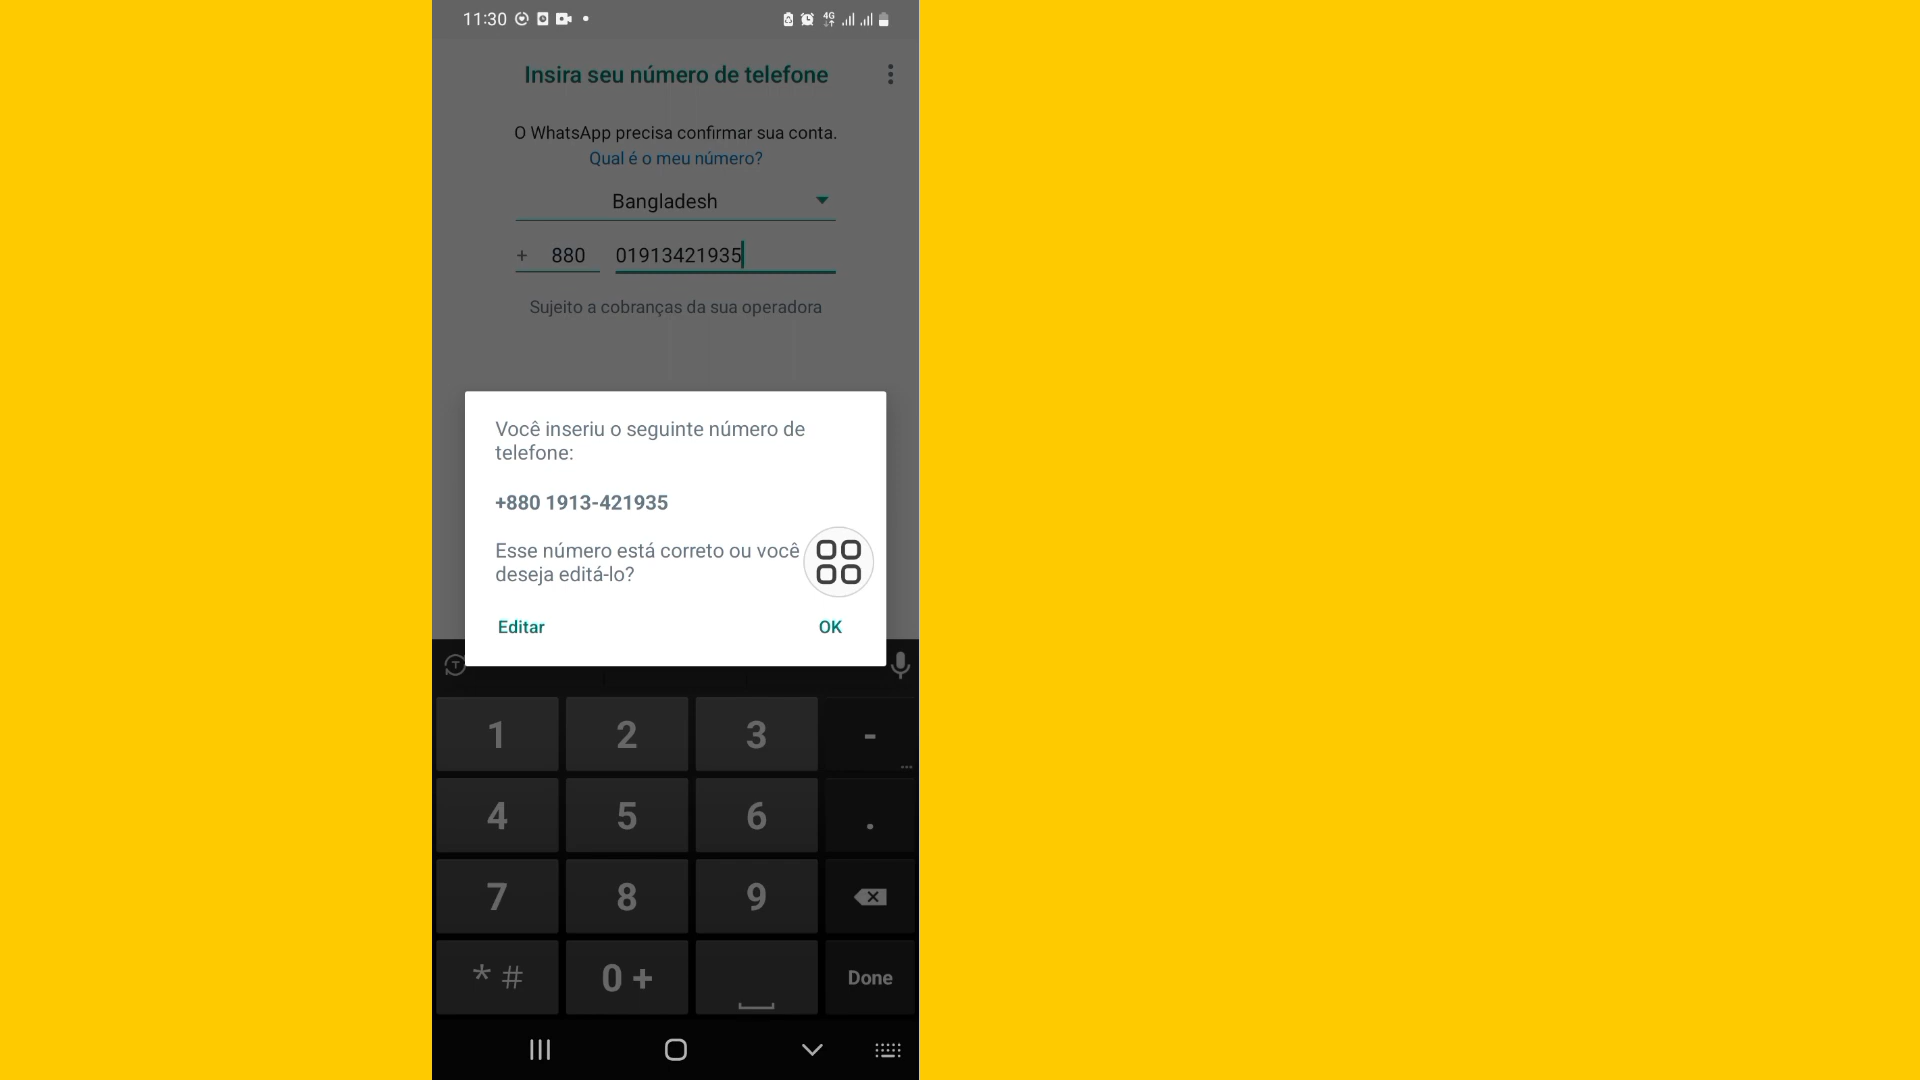 11:30
4G
Insira seu número de telefone
O WhatsApp precisa confirmar sua conta.
Qual é o meu número?
Bangladesh
+ 880 01913421935
Sujeito a cobranças da sua operadora
Você inseriu o seguinte número de
telefone:
+880 1913-421935
Esse número está correto ou você
deseja editá-lo?
Editar OK
1 2 3 -
4 5 6 .
7 8 9
* # 0 + Done